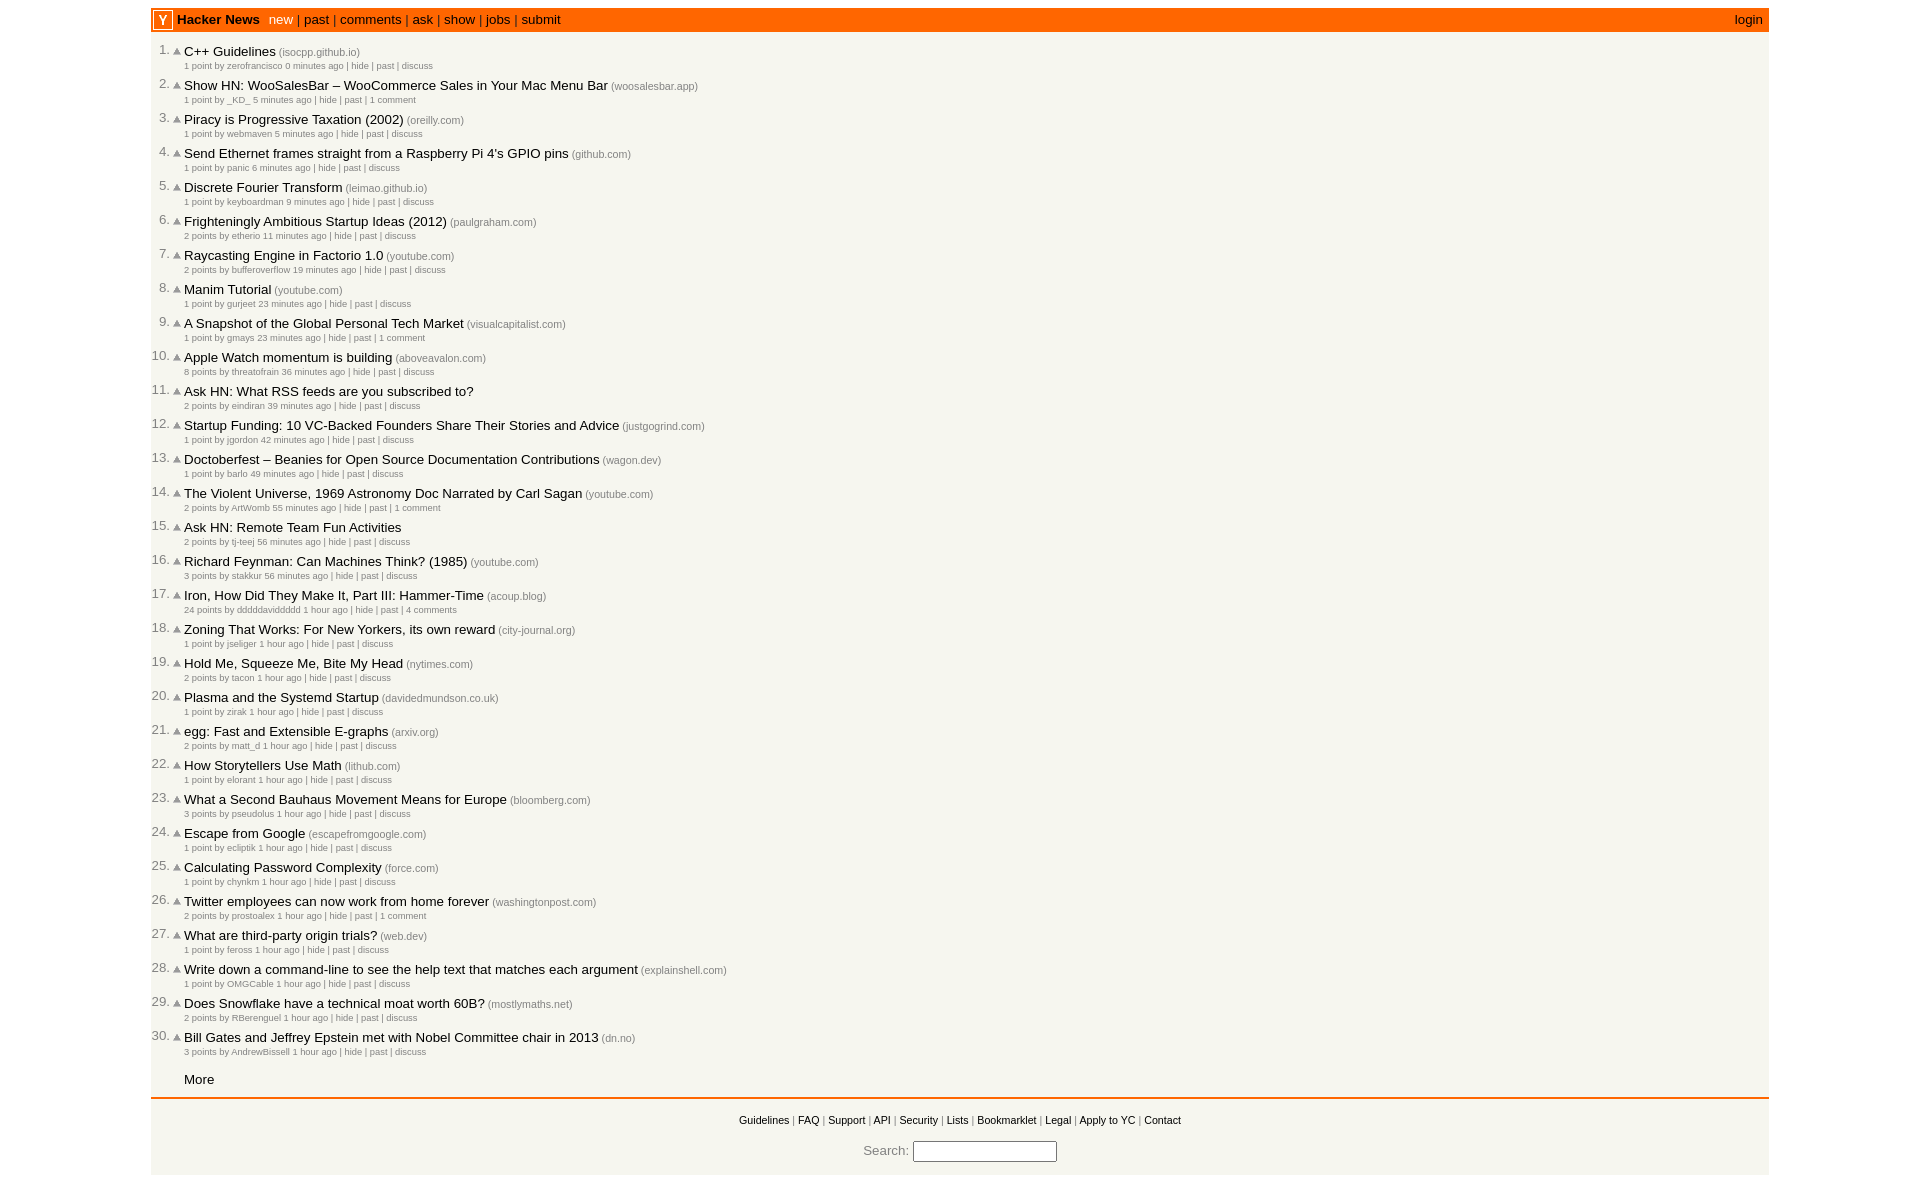 Y Hacker News new | past | comments | ask | show | jobs | submit login
1. C++ Guidelines (isocpp.github.io)
1 point by zerofrancisco 0 minutes ago | hide | past | discuss
2. Show HN: WooSalesBar – WooCommerce Sales in Your Mac Menu Bar (woosalesbar.app)
1 point by _KD_ 5 minutes ago | hide | past | 1 comment
3. Piracy is Progressive Taxation (2002) (oreilly.com)
1 point by webmaven 5 minutes ago | hide | past | discuss
4. Send Ethernet frames straight from a Raspberry Pi 4's GPIO pins (github.com)
1 point by panic 6 minutes ago | hide | past | discuss
5. Discrete Fourier Transform (leimao.github.io)
1 point by keyboardman 9 minutes ago | hide | past | discuss
6. Frighteningly Ambitious Startup Ideas (2012) (paulgraham.com)
2 points by etherio 11 minutes ago | hide | past | discuss
7. Raycasting Engine in Factorio 1.0 (youtube.com)
2 points by bufferoverflow 19 minutes ago | hide | past | discuss
8. Manim Tutorial (youtube.com)
1 point by gurjeet 23 minutes ago | hide | past | discuss
9. A Snapshot of the Global Personal Tech Market (visualcapitalist.com)
1 point by gmays 23 minutes ago | hide | past | 1 comment
10. Apple Watch momentum is building (aboveavalon.com)
8 points by threatofrain 36 minutes ago | hide | past | discuss
11. Ask HN: What RSS feeds are you subscribed to?
2 points by eindiran 39 minutes ago | hide | past | discuss
12. Startup Funding: 10 VC-Backed Founders Share Their Stories and Advice (justgogrind.com)
1 point by jgordon 42 minutes ago | hide | past | discuss
13. Doctoberfest – Beanies for Open Source Documentation Contributions (wagon.dev)
1 point by barlo 49 minutes ago | hide | past | discuss
14. The Violent Universe, 1969 Astronomy Doc Narrated by Carl Sagan (youtube.com)
2 points by ArtWomb 55 minutes ago | hide | past | 1 comment
15. Ask HN: Remote Team Fun Activities
2 points by tj-teej 56 minutes ago | hide | past | discuss
16. Richard Feynman: Can Machines Think? (1985) (youtube.com)
3 points by stakkur 56 minutes ago | hide | past | discuss
17. Iron, How Did They Make It, Part III: Hammer-Time (acoup.blog)
24 points by dddddaviddddd 1 hour ago | hide | past | 4 comments
18. Zoning That Works: For New Yorkers, its own reward (city-journal.org)
1 point by jseliger 1 hour ago | hide | past | discuss
19. Hold Me, Squeeze Me, Bite My Head (nytimes.com)
2 points by tacon 1 hour ago | hide | past | discuss
20. Plasma and the Systemd Startup (davidedmundson.co.uk)
1 point by zirak 1 hour ago | hide | past | discuss
21. egg: Fast and Extensible E-graphs (arxiv.org)
2 points by matt_d 1 hour ago | hide | past | discuss
22. How Storytellers Use Math (lithub.com)
1 point by elorant 1 hour ago | hide | past | discuss
23. What a Second Bauhaus Movement Means for Europe (bloomberg.com)
3 points by pseudolus 1 hour ago | hide | past | discuss
24. Escape from Google (escapefromgoogle.com)
1 point by ecliptik 1 hour ago | hide | past | discuss
25. Calculating Password Complexity (force.com)
1 point by chynkm 1 hour ago | hide | past | discuss
26. Twitter employees can now work from home forever (washingtonpost.com)
2 points by prostoalex 1 hour ago | hide | past | 1 comment
27. What are third-party origin trials? (web.dev)
1 point by feross 1 hour ago | hide | past | discuss
28. Write down a command-line to see the help text that matches each argument (explainshell.com)
1 point by OMGCable 1 hour ago | hide | past | discuss
29. Does Snowflake have a technical moat worth 60B? (mostlymaths.net)
2 points by RBerenguel 1 hour ago | hide | past | discuss
30. Bill Gates and Jeffrey Epstein met with Nobel Committee chair in 2013 (dn.no)
3 points by AndrewBissell 1 hour ago | hide | past | discuss
More
Guidelines | FAQ | Support | API | Security | Lists | Bookmarklet | Legal | Apply to YC | Contact
Search: